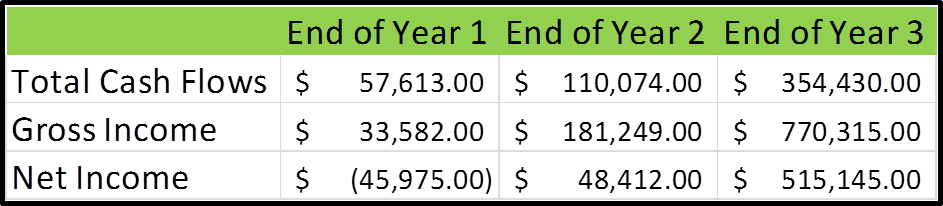 End of Year 1 End of Year 2 End of Year 3
Total Cash Flows $ 57,613.00 $ 110,074.00 $ 354,430.00
Gross Income $ 33,582.00 $ 181,249.00 $ 770,315.00
Net Income $ (45,975.00) $ 48,412.00 $ 515,145.00